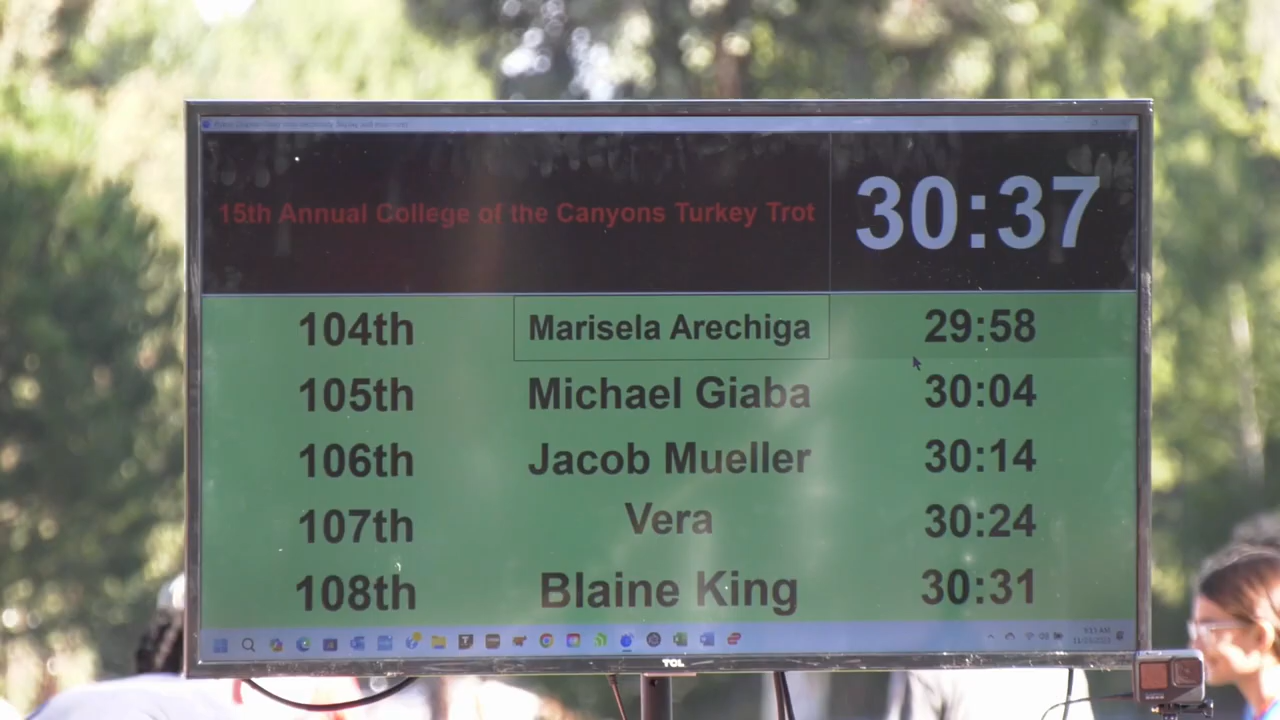 15th Annual College of the Canyons Turkey Trot
30:37
104th Marisela Arechiga 29:58
105th Michael Giaba 30:04
106th Jacob Mueller 30:14
107th Vera 30:24
108th Blaine King 30:31
TCL